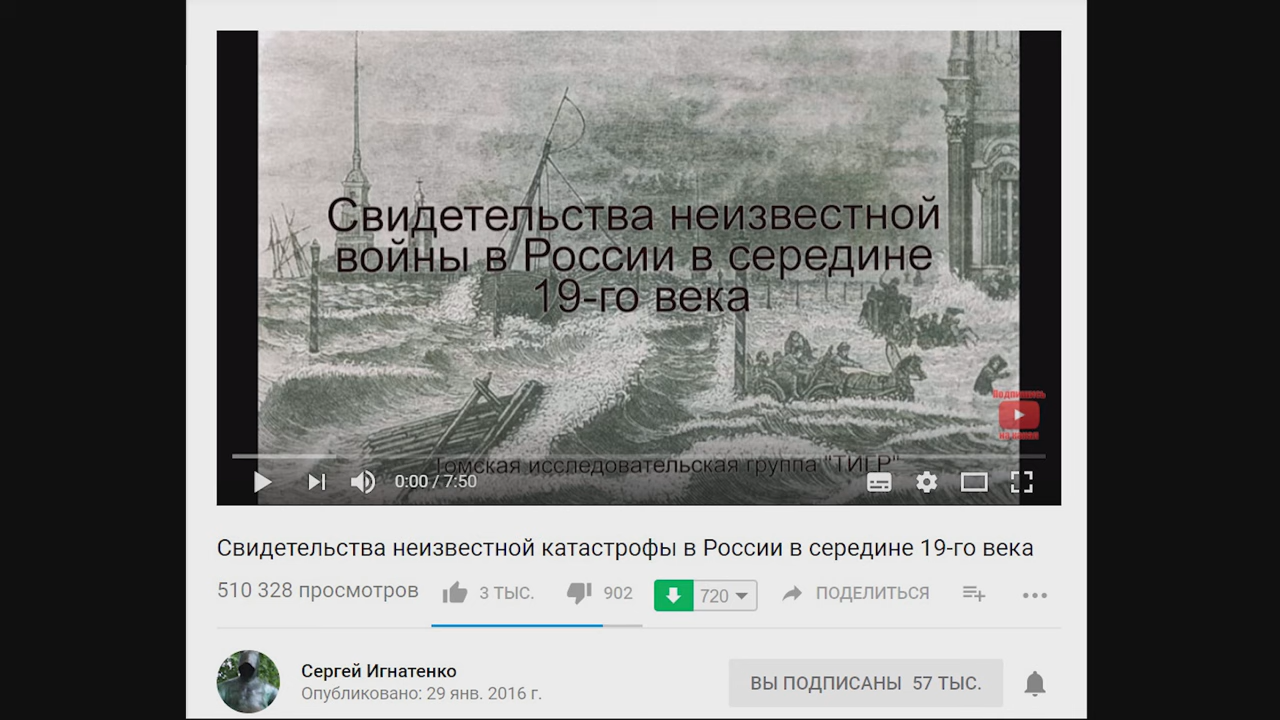 Свидетельства неизвестной
войны в России в середине
19-го века
Подпишись
нажимай
Томская исследовательская группа "ТИГР"
0:00 / 7:50
Свидетельства неизвестной катастрофы в России в середине 19-го века
510 328 просмотров 3 ТЫС. 902 720 ПОДЕЛИТЬСЯ
Сергей Игнатенко
Опубликовано: 29 янв. 2016 г.
ВЫ ПОДПИСАНЫ 57 ТЫС.